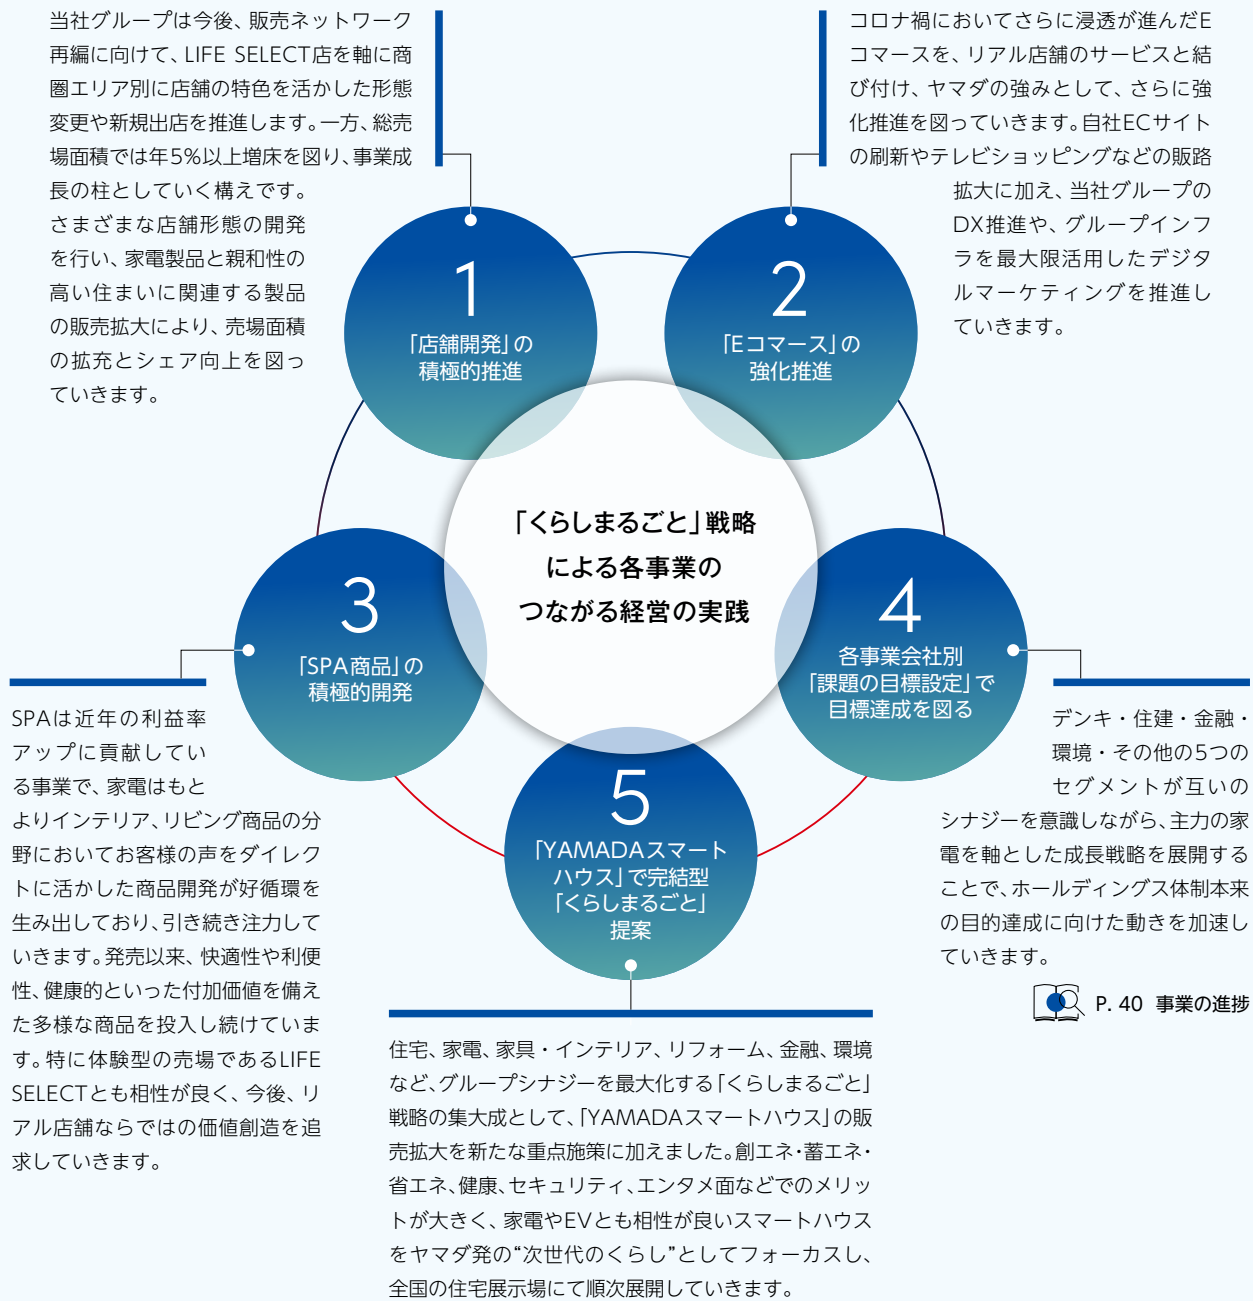 当社グループは今後、販売ネットワーク
再編に向けて、LIFE SELECT店を軸に商
圏エリア別に店舗の特色を活かした形態
変更や新規出店を推進します。一方、総売
場面積では年5%以上増床を図り、事業成
長の柱としていく構えです。
さまざまな店舗形態の開発
を行い、家電製品と親和性の
高い住まいに関連する製品
の販売拡大により、売場面積
の拡充とシェア向上を図っ
ていきます。
コロナ禍においてさらに浸透が進んだE
コマースを、リアル店舗のサービスと結
び付け、ヤマダの強みとして、さらに強
化推進を図っていきます。自社ECサイト
の刷新やテレビショッピングなどの販路
拡大に加え、当社グループの
DX推進や、グループインフ
ラを最大限活用したデジタ
ルマーケティングを推進し
ていきます。
1
「店舗開発」の
積極的推進
2
「Eコマース」の
強化推進
「くらしまるごと」戦略
による各事業の
つながる経営の実践
3
「SPA商品」の
積極的開発
4
各事業会社別
「課題の目標設定」で
目標達成を図る
5
「YAMADAスマート
ハウス」で完結型
「くらしまるごと」
提案
SPAは近年の利益率
アップに貢献してい
る事業で、家電はもと
よりインテリア、リビング商品の分
野においてお客様の声をダイレク
トに活かした商品開発が好循環を
生み出しており、引き続き注力して
いきます。発売以来、快適性や利便
性、健康的といった付加価値を備え
た多様な商品を投入し続けていま
す。特に体験型の売場であるLIFE
SELECTとも相性が良く、今後、リ
アル店舗ならではの価値創造を追
求していきます。
デンキ・住建・金融・
環境・その他の5つの
セグメントが互いの
シナジーを意識しながら、主力の家
電を軸とした成長戦略を展開する
ことで、ホールディングス体制本来
の目的達成に向けた動きを加速し
ていきます。
P. 40 事業の進捗
住宅、家電、家具・インテリア、リフォーム、金融、環境
など、グループシナジーを最大化する「くらしまるごと」
戦略の集大成として、「YAMADAスマートハウス」の販
売拡大を新たな重点施策に加えました。創エネ・蓄エネ・
省エネ、健康、セキュリティ、エンタメ面などでのメリッ
トが大きく、家電やEVとも相性が良いスマートハウス
をヤマダ発の“次世代のくらし”としてフォーカスし、
全国の住宅展示場にて順次展開していきます。